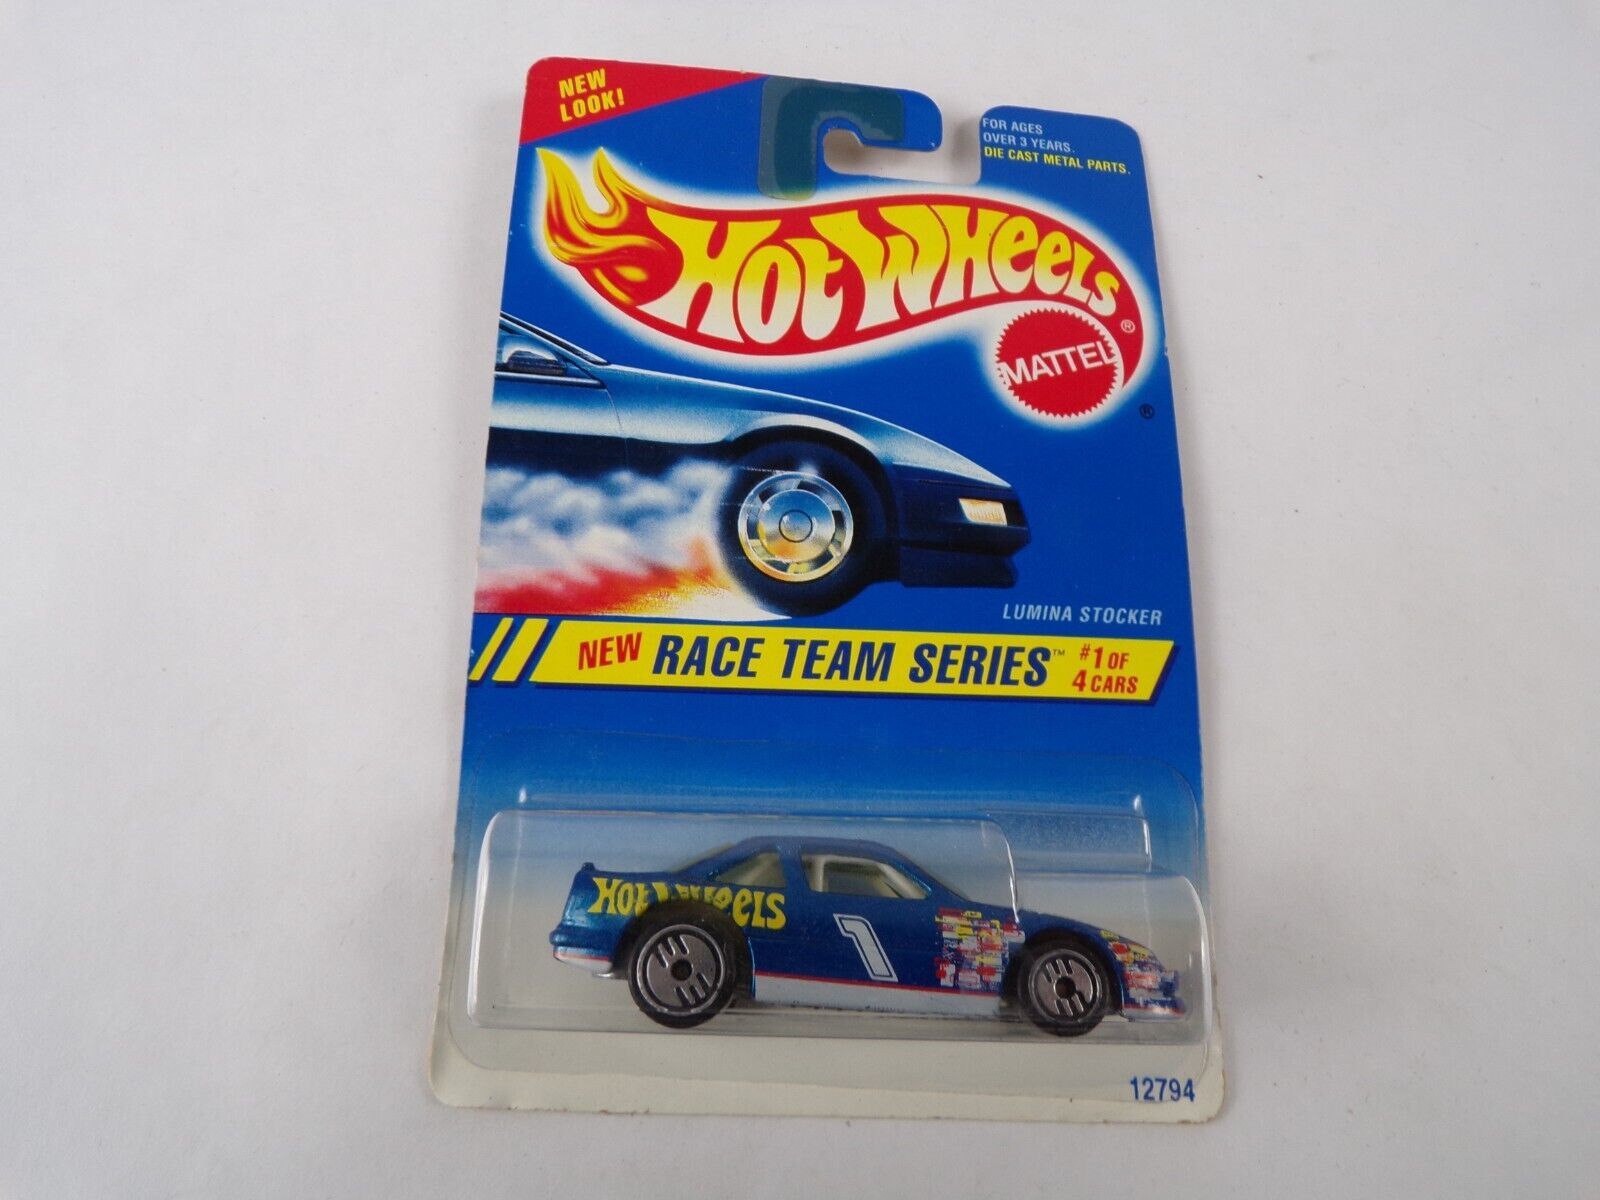 NEW
LOOK!
FOR AGES
OVER 3 YEARS.
DIE CAST METAL PARTS.
Hot Wheels®
MATTEL
®
LUMINA STOCKER
NEW RACE TEAM SERIES™ #1 OF
4 CARS
Hot Wheels
1
12794